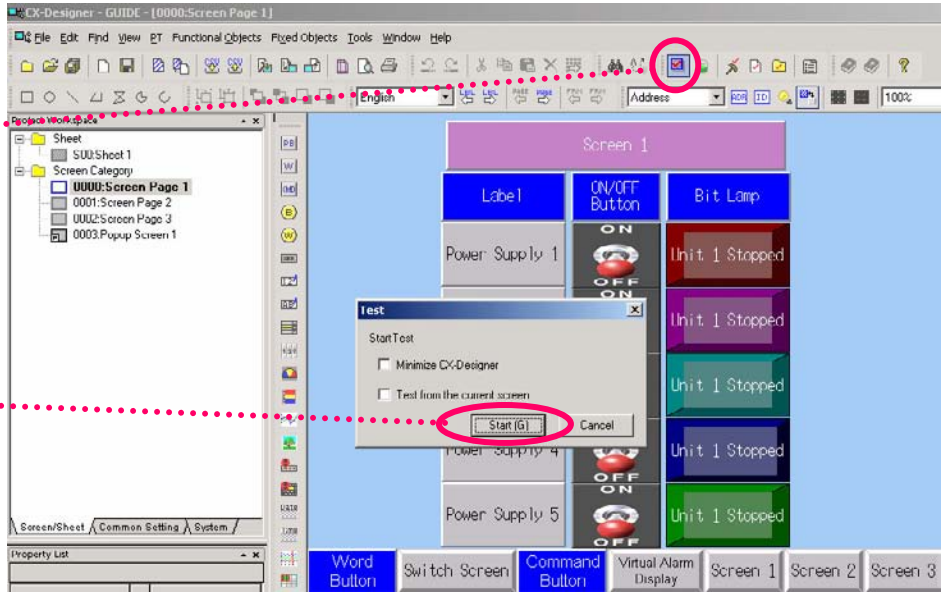 CX-Designer - GUIDE - [0000:Screen Page 1]
File Edit Find View PT Functional Objects Fixed Objects Tools Window Help
English
Address
100%
Project Workspace
Sheet
S00:Sheet 1
Screen Category
0000:Screen Page 1
0001:Screen Page 2
0002:Screen Page 3
0003:Popup Screen 1
Screen/Sheet Common Setting System
Property List
Screen 1
Label
ON/OFF Button
Bit Lamp
Power Supply 1
ON
OFF
Unit 1 Stopped
ON
Unit 1 Stopped
Test
Start Test
Minimize CX-Designer
Test from the current screen
Start (G)
Cancel
Unit 1 Stopped
Power Supply 4
OFF
Unit 1 Stopped
Power Supply 5
ON
OFF
Unit 1 Stopped
Word Button
Switch Screen
Command Button
Virtual Alarm Display
Screen 1
Screen 2
Screen 3